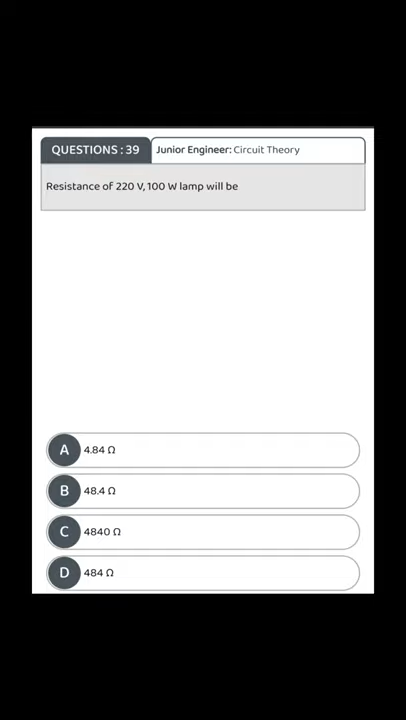 QUESTIONS : 39
Junior Engineer: Circuit Theory
Resistance of 220 V, 100 W lamp will be
A 4.84 Ω
B 48.4 Ω
C 4840 Ω
D 484 Ω